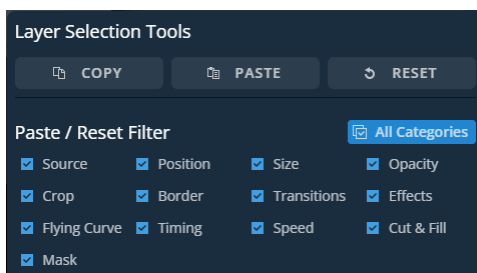 Layer Selection Tools
COPY PASTE RESET
Paste / Reset Filter All Categories
Source Position Size Opacity
Crop Border Transitions Effects
Flying Curve Timing Speed Cut & Fill
Mask